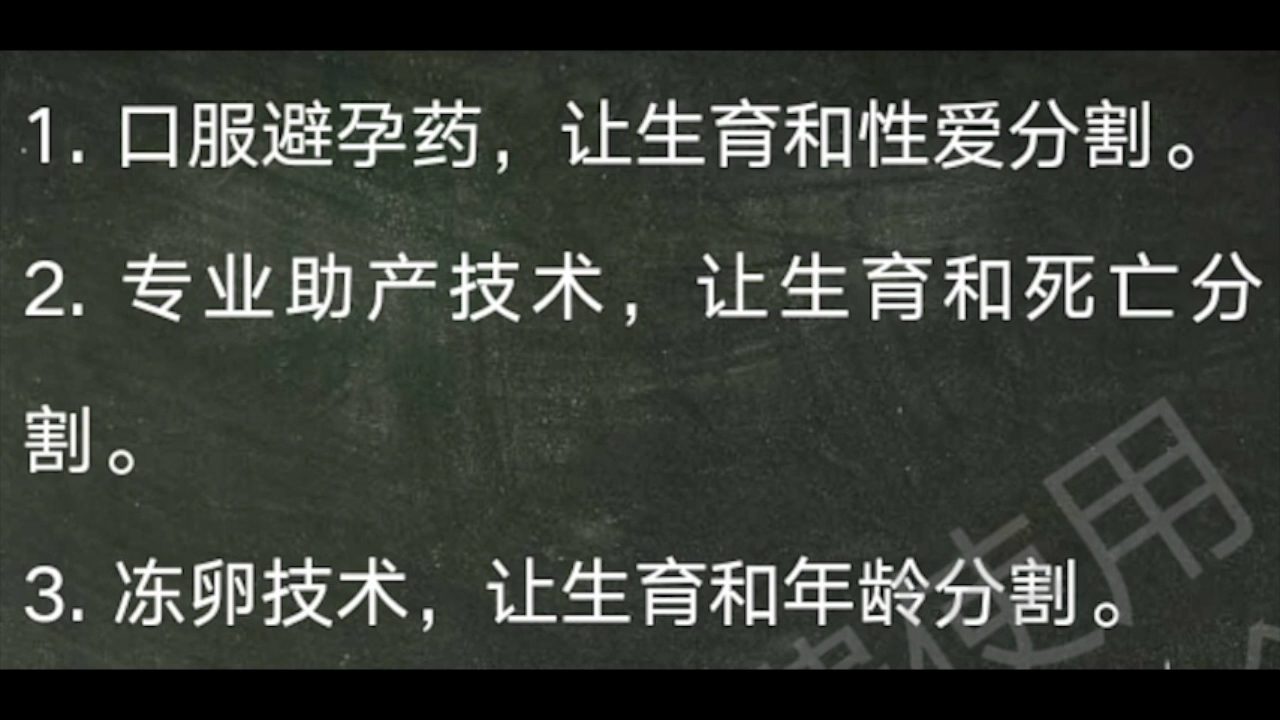 1. 口服避孕药，让生育和性爱分割。
2. 专业助产技术，让生育和死亡分
割。
3. 冻卵技术，让生育和年龄分割。
使用